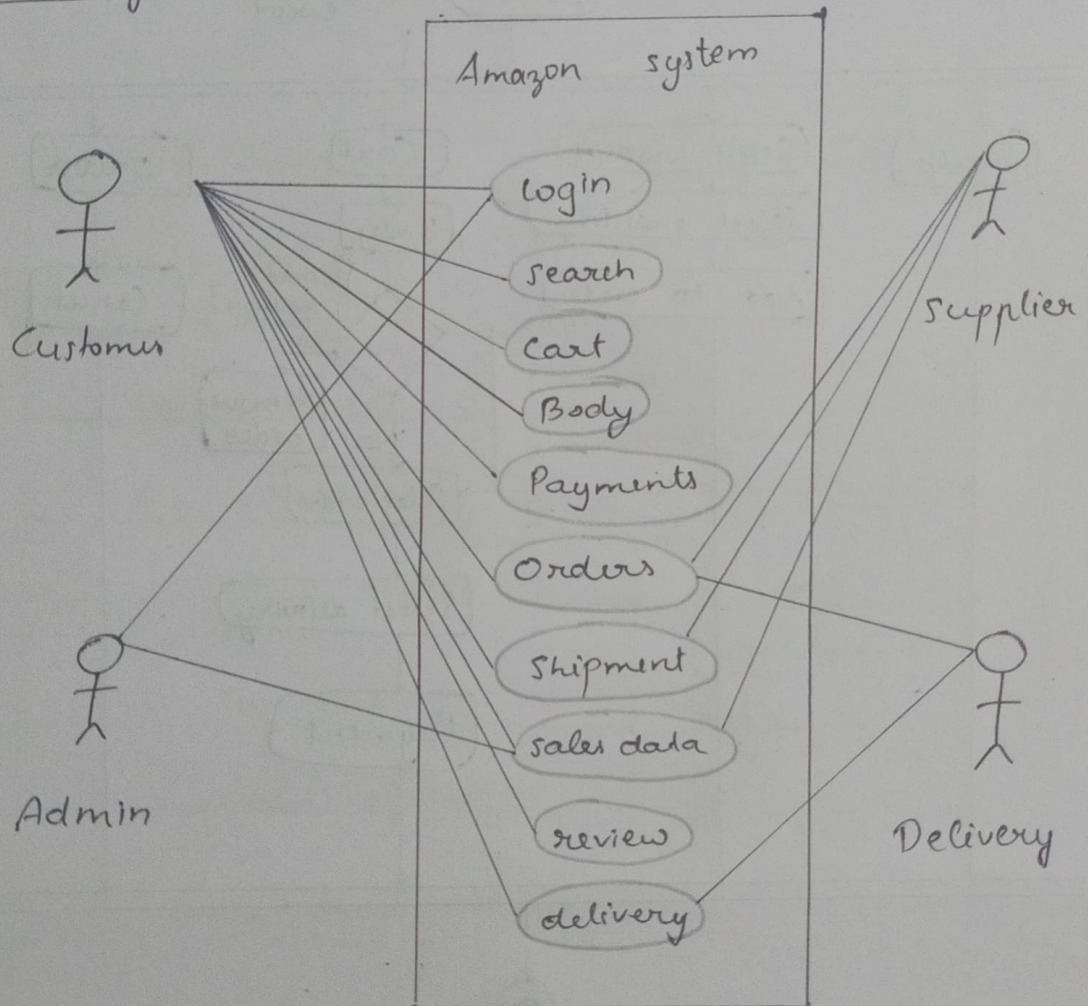 Amazon system
login
search
Customer
Supplier
Cart
Body
Payments
Orders
Shipment
sales data
Admin
review
Delivery
delivery